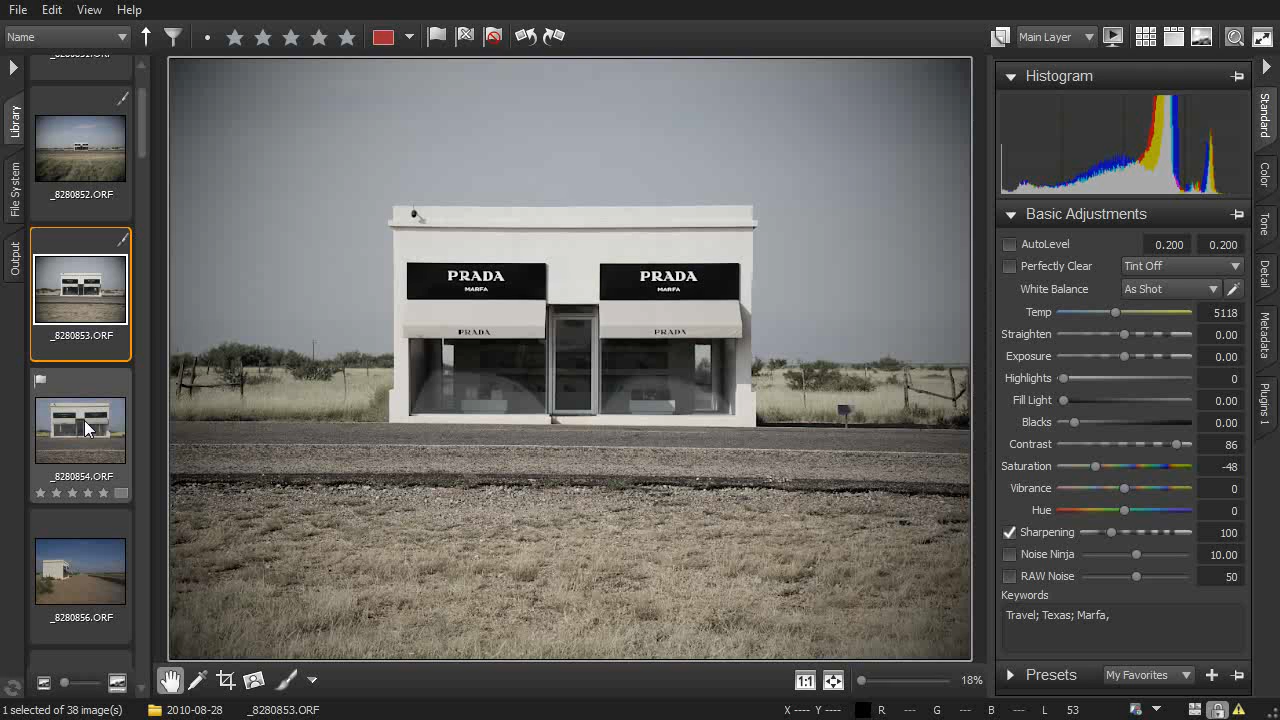 File Edit View Help
Name
Main Layer
_8280852.ORF
_8280853.ORF
_8280854.ORF
_8280856.ORF
Library
File System
Output
PRADA
MARFA
PRADA
MARFA
PRADA
PRADA
Histogram
Basic Adjustments
AutoLevel 0.200 0.200
Perfectly Clear Tint Off
White Balance As Shot
Temp 5118
Straighten 0.00
Exposure 0.00
Highlights 0
Fill Light 0.00
Blacks 0.00
Contrast 86
Saturation -48
Vibrance 0
Hue 0
Sharpening 100
Noise Ninja 10.00
RAW Noise 50
Keywords
Travel; Texas; Marfa,
Presets My Favorites
Standard
Color
Tone
Detail
Metadata
Plugins 1
1:1 18%
1 selected of 38 image(s) 2010-08-28 _8280853.ORF X ---- Y ---- R --- G --- B --- L 53